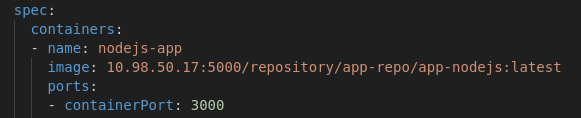 spec:
  containers:
  - name: nodejs-app
    image: 10.98.50.17:5000/repository/app-repo/app-nodejs:latest
    ports:
    - containerPort: 3000